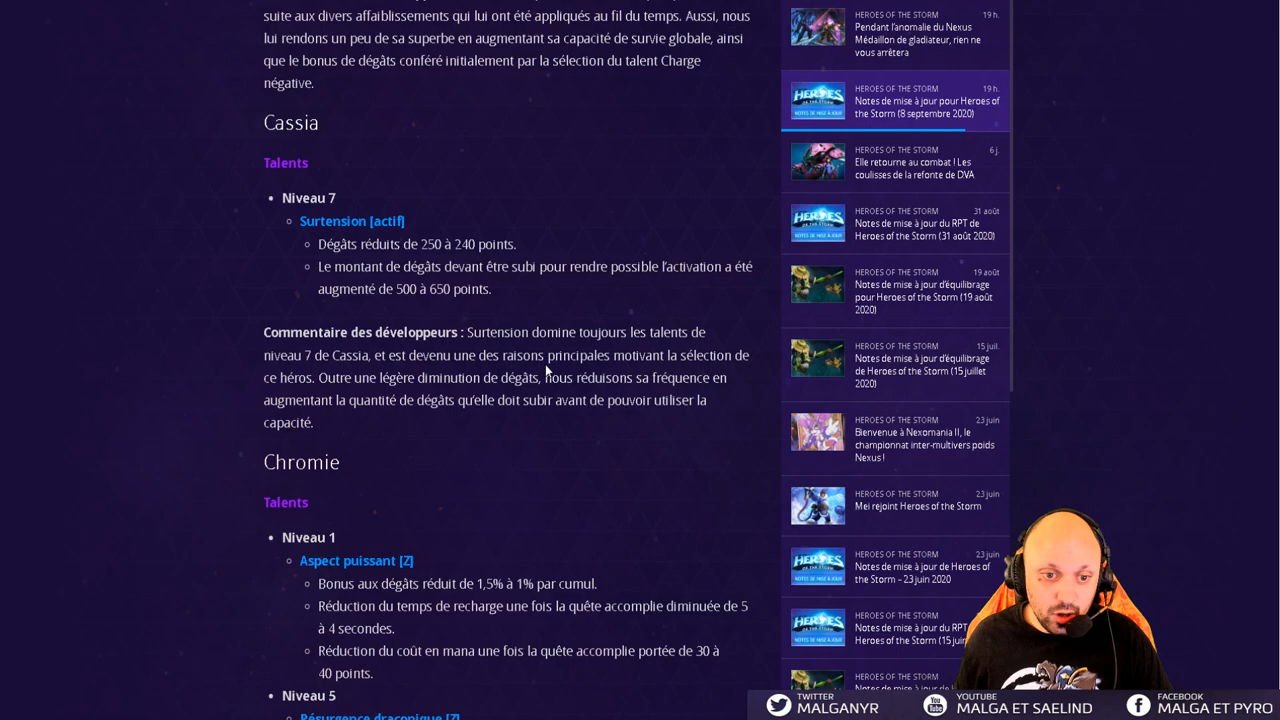 suite aux divers affaiblissements qui lui ont été appliqués au fil du temps. Aussi, nous
lui rendons un peu de sa superbe en augmentant sa capacité de survie globale, ainsi
que le bonus de dégâts conféré initialement par la sélection du talent Charge
négative.
Cassia
Talents
Niveau 7
Surtension [actif]
Dégâts réduits de 250 à 240 points.
Le montant de dégâts devant être subi pour rendre possible l'activation a été
augmenté de 500 à 650 points.
Commentaire des développeurs : Surtension domine toujours les talents de
niveau 7 de Cassia, et est devenu une des raisons principales motivant la sélection de
ce héros. Outre une légère diminution de dégâts, nous réduisons sa fréquence en
augmentant la quantité de dégâts qu'elle doit subir avant de pouvoir utiliser la
capacité.
Chromie
Talents
Niveau 1
Aspect puissant [Z]
Bonus aux dégâts réduit de 1,5% à 1% par cumul.
Réduction du temps de recharge une fois la quête accomplie diminuée de 5
à 4 secondes.
Réduction du coût en mana une fois la quête accomplie portée de 30 à
40 points.
Niveau 5
Résurgence draconique [Z]
HEROES OF THE STORM 19 h.
Pendant l'anomalie du Nexus
Médaillon de gladiateur, rien ne
vous arrêtera
HEROES OF THE STORM 19 h.
Notes de mise à jour pour Heroes of
the Storm (8 septembre 2020)
HEROES OF THE STORM 6 j.
Elle retourne au combat ! Les
coulisses de la refonte de DVA
HEROES OF THE STORM 31 août
Notes de mise à jour du RPT de
Heroes of the Storm (31 août 2020)
HEROES OF THE STORM 19 août
Notes de mise à jour d'équilibrage
pour Heroes of the Storm (19 août
2020)
HEROES OF THE STORM 15 juil.
Notes de mise à jour d'équilibrage
de Heroes of the Storm (15 juillet
2020)
HEROES OF THE STORM 23 juin
Bienvenue à Nexomania II, le
championnat inter-multivers poids
Nexus !
HEROES OF THE STORM 23 juin
Mei rejoint Heroes of the Storm
HEROES OF THE STORM 23 juin
Notes de mise à jour de Heroes of
the Storm – 23 juin 2020
HEROES OF THE STORM
Notes de mise à jour du RPT
Heroes of the Storm (15 juin
HEROES OF THE STORM
Notes de mise à jour de
TWITTER
MALGANYR
YOUTUBE
MALGA ET SAELIND
FACEBOOK
MALGA ET PYRO